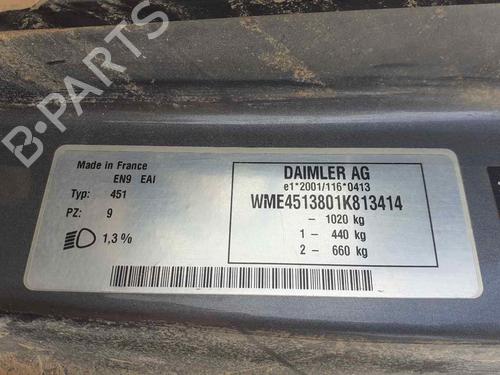 B-PARTS
Made in France
EN9 EAI
Typ: 451
PZ: 9
1,3%
DAIMLER AG
e1*2001/116*0413
WME4513801K813414
– 1020 kg
1 – 440 kg
2 – 660 kg